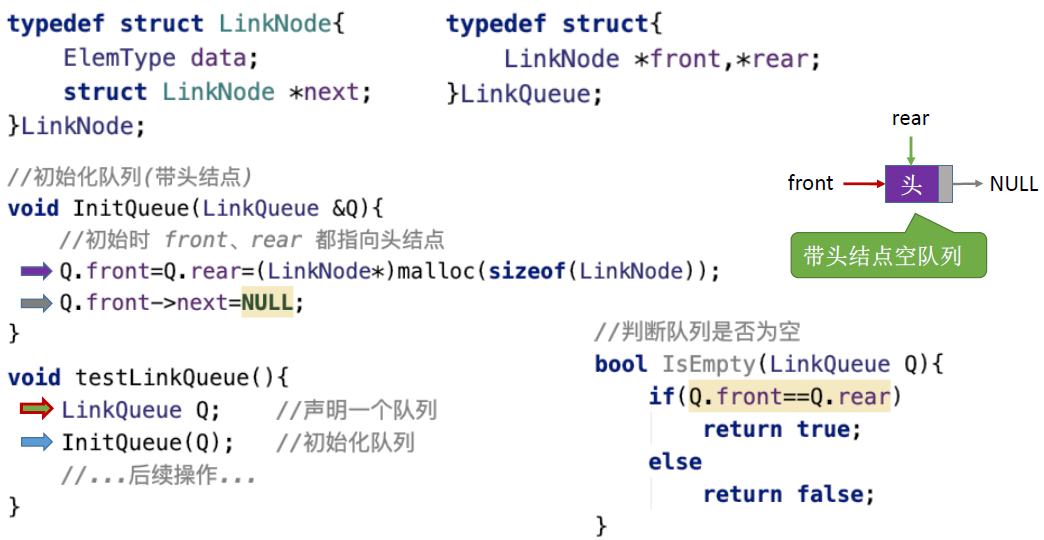 typedef struct LinkNode{
    ElemType data;
    struct LinkNode *next;
}LinkNode;
typedef struct{
    LinkNode *front,*rear;
}LinkQueue;
//初始化队列(带头结点)
void InitQueue(LinkQueue &Q){
    //初始时 front、rear 都指向头结点
    Q.front=Q.rear=(LinkNode*)malloc(sizeof(LinkNode));
    Q.front->next=NULL;
}
rear
front
头
NULL
带头结点空队列
void testLinkQueue(){
    LinkQueue Q;    //声明一个队列
    InitQueue(Q);   //初始化队列
    //...后续操作...
}
//判断队列是否为空
bool IsEmpty(LinkQueue Q){
    if(Q.front==Q.rear)
        return true;
    else
        return false;
}